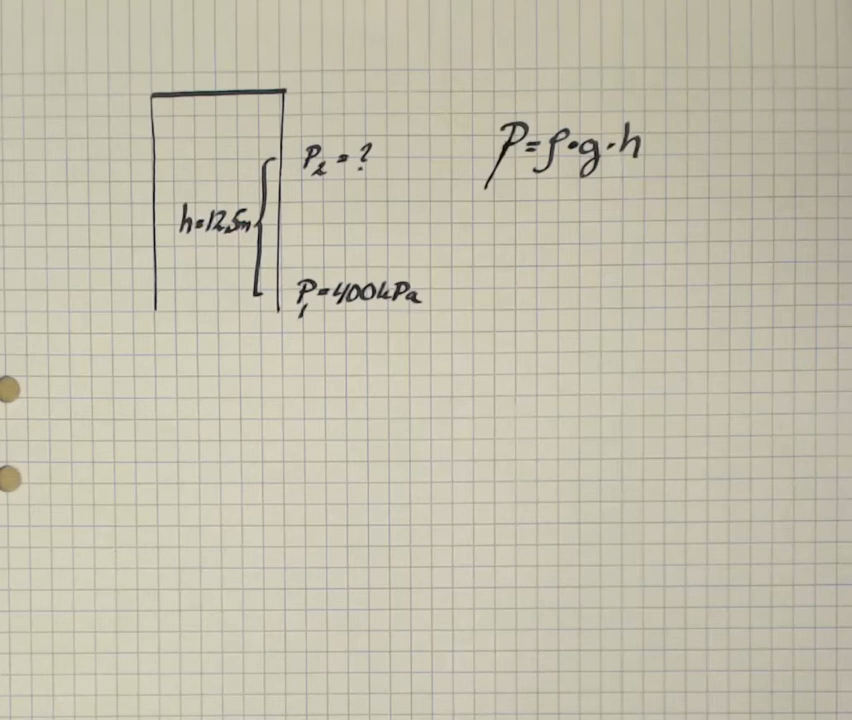 P₂ = ?
P = ρ · g · h
h = 12,5m
P₁ = 400kPa